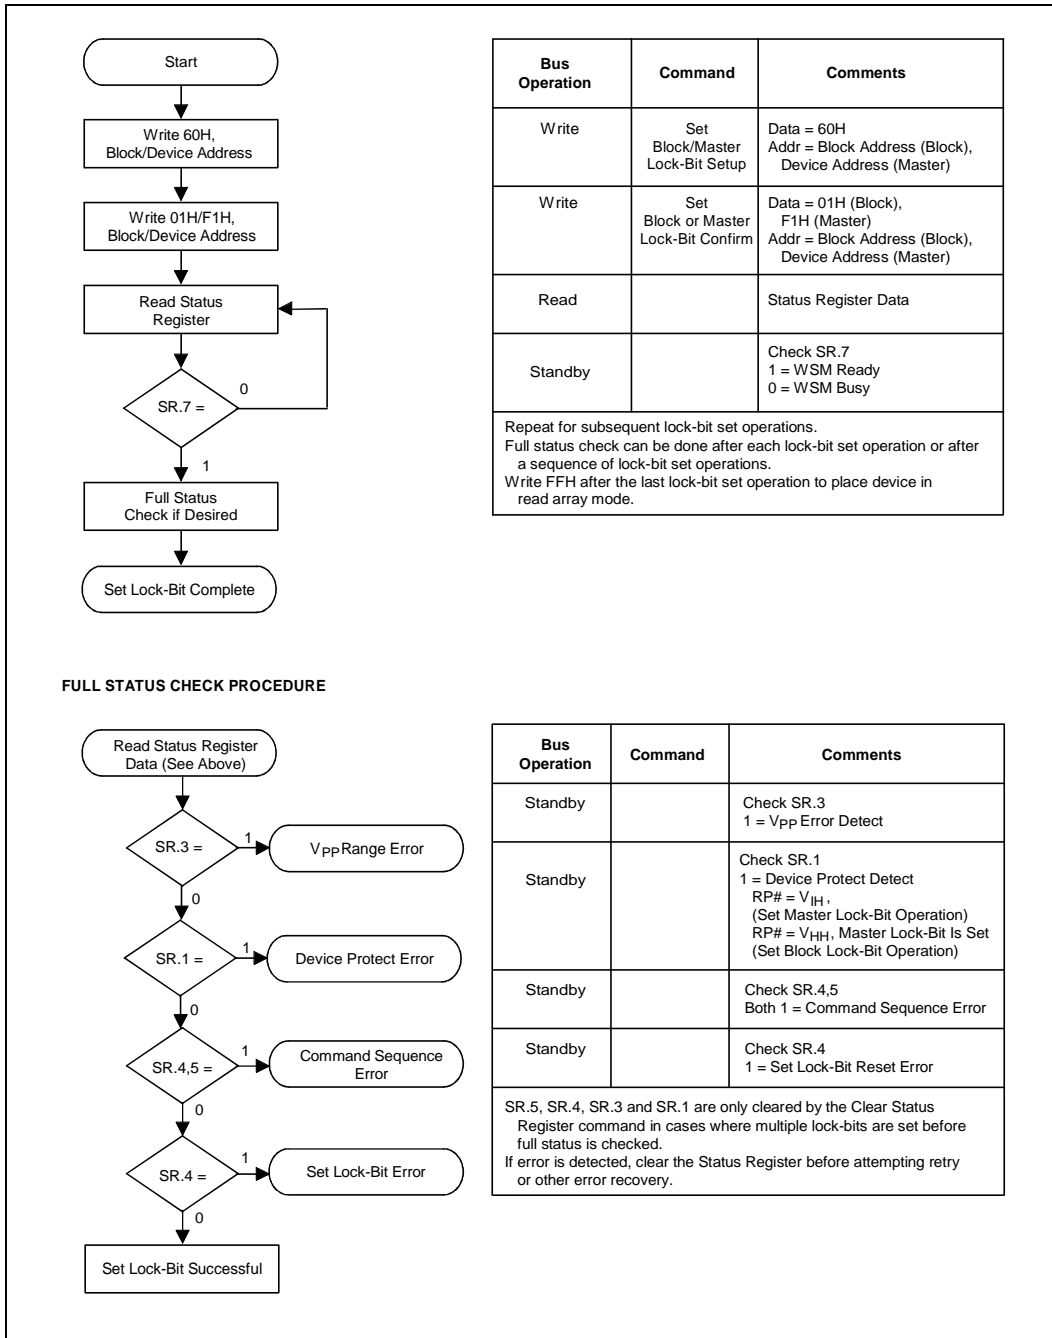 Start
Write 60H,
Block/Device Address
Write 01H/F1H,
Block/Device Address
Read Status
Register
SR.7 =
0
1
Full Status
Check if Desired
Set Lock-Bit Complete
Bus
Operation
Command
Comments
Write
Set
Block/Master
Lock-Bit Setup
Data = 60H
Addr = Block Address (Block),
Device Address (Master)
Write
Set
Block or Master
Lock-Bit Confirm
Data = 01H (Block),
F1H (Master)
Addr = Block Address (Block),
Device Address (Master)
Read
Status Register Data
Standby
Check SR.7
1 = WSM Ready
0 = WSM Busy
Repeat for subsequent lock-bit set operations.
Full status check can be done after each lock-bit set operation or after
a sequence of lock-bit set operations.
Write FFH after the last lock-bit set operation to place device in
read array mode.
FULL STATUS CHECK PROCEDURE
Read Status Register
Data (See Above)
SR.3 =
1
VPP Range Error
0
SR.1 =
1
Device Protect Error
0
SR.4,5 =
1
Command Sequence
Error
0
SR.4 =
1
Set Lock-Bit Error
0
Set Lock-Bit Successful
Bus
Operation
Command
Comments
Standby
Check SR.3
1 = VPP Error Detect
Standby
Check SR.1
1 = Device Protect Detect
RP# = VIH,
(Set Master Lock-Bit Operation)
RP# = VHH, Master Lock-Bit Is Set
(Set Block Lock-Bit Operation)
Standby
Check SR.4,5
Both 1 = Command Sequence Error
Standby
Check SR.4
1 = Set Lock-Bit Reset Error
SR.5, SR.4, SR.3 and SR.1 are only cleared by the Clear Status
Register command in cases where multiple lock-bits are set before
full status is checked.
If error is detected, clear the Status Register before attempting retry
or other error recovery.